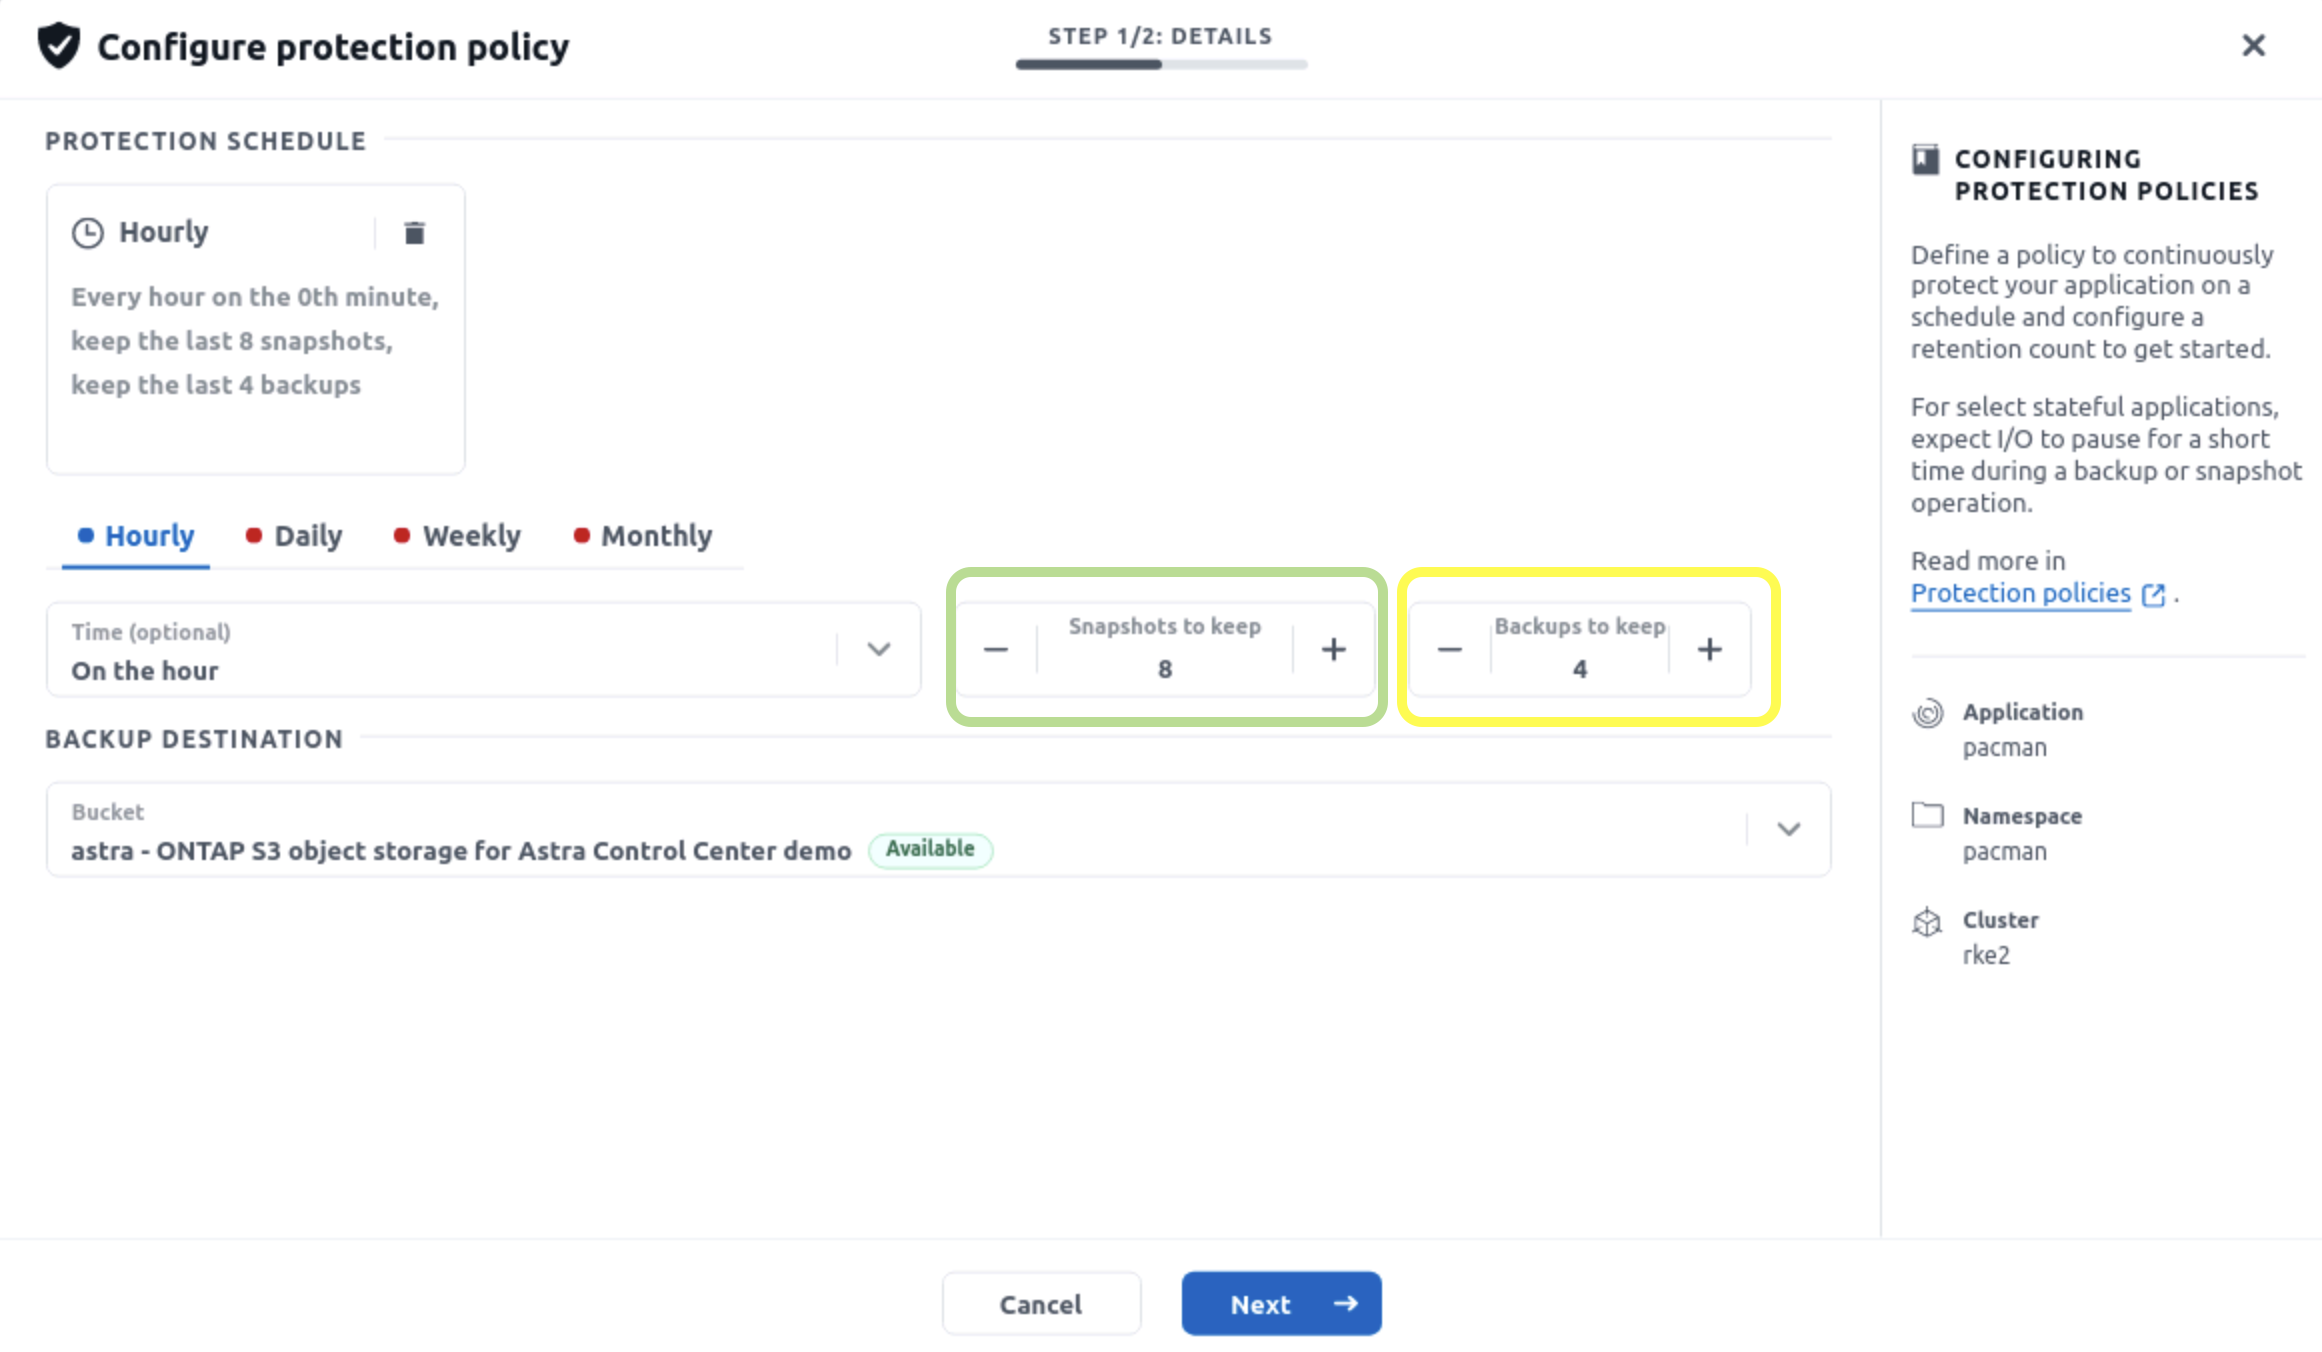 Configure protection policy
STEP 1/2: DETAILS
PROTECTION SCHEDULE
Hourly
Every hour on the 0th minute,
keep the last 8 snapshots,
keep the last 4 backups
Hourly
Daily
Weekly
Monthly
Time (optional)
On the hour
Snapshots to keep
8
Backups to keep
4
BACKUP DESTINATION
Bucket
astra - ONTAP S3 object storage for Astra Control Center demo
Available
CONFIGURING
PROTECTION POLICIES
Define a policy to continuously
protect your application on a
schedule and configure a
retention count to get started.
For select stateful applications,
expect I/O to pause for a short
time during a backup or snapshot
operation.
Read more in
Protection policies .
Application
pacman
Namespace
pacman
Cluster
rke2
Cancel
Next